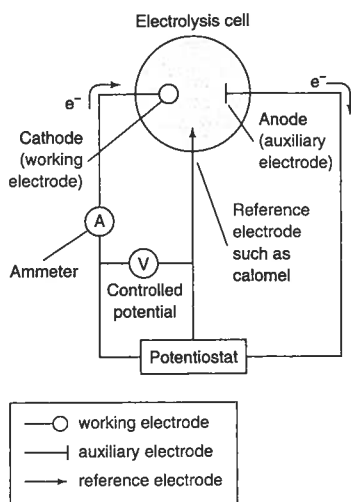 Electrolysis cell
e⁻
e⁻
Cathode
(working
electrode)
Anode
(auxiliary
electrode)
A
Ammeter
Reference
electrode
such as
calomel
V
Controlled
potential
Potentiostat
working electrode
auxiliary electrode
reference electrode